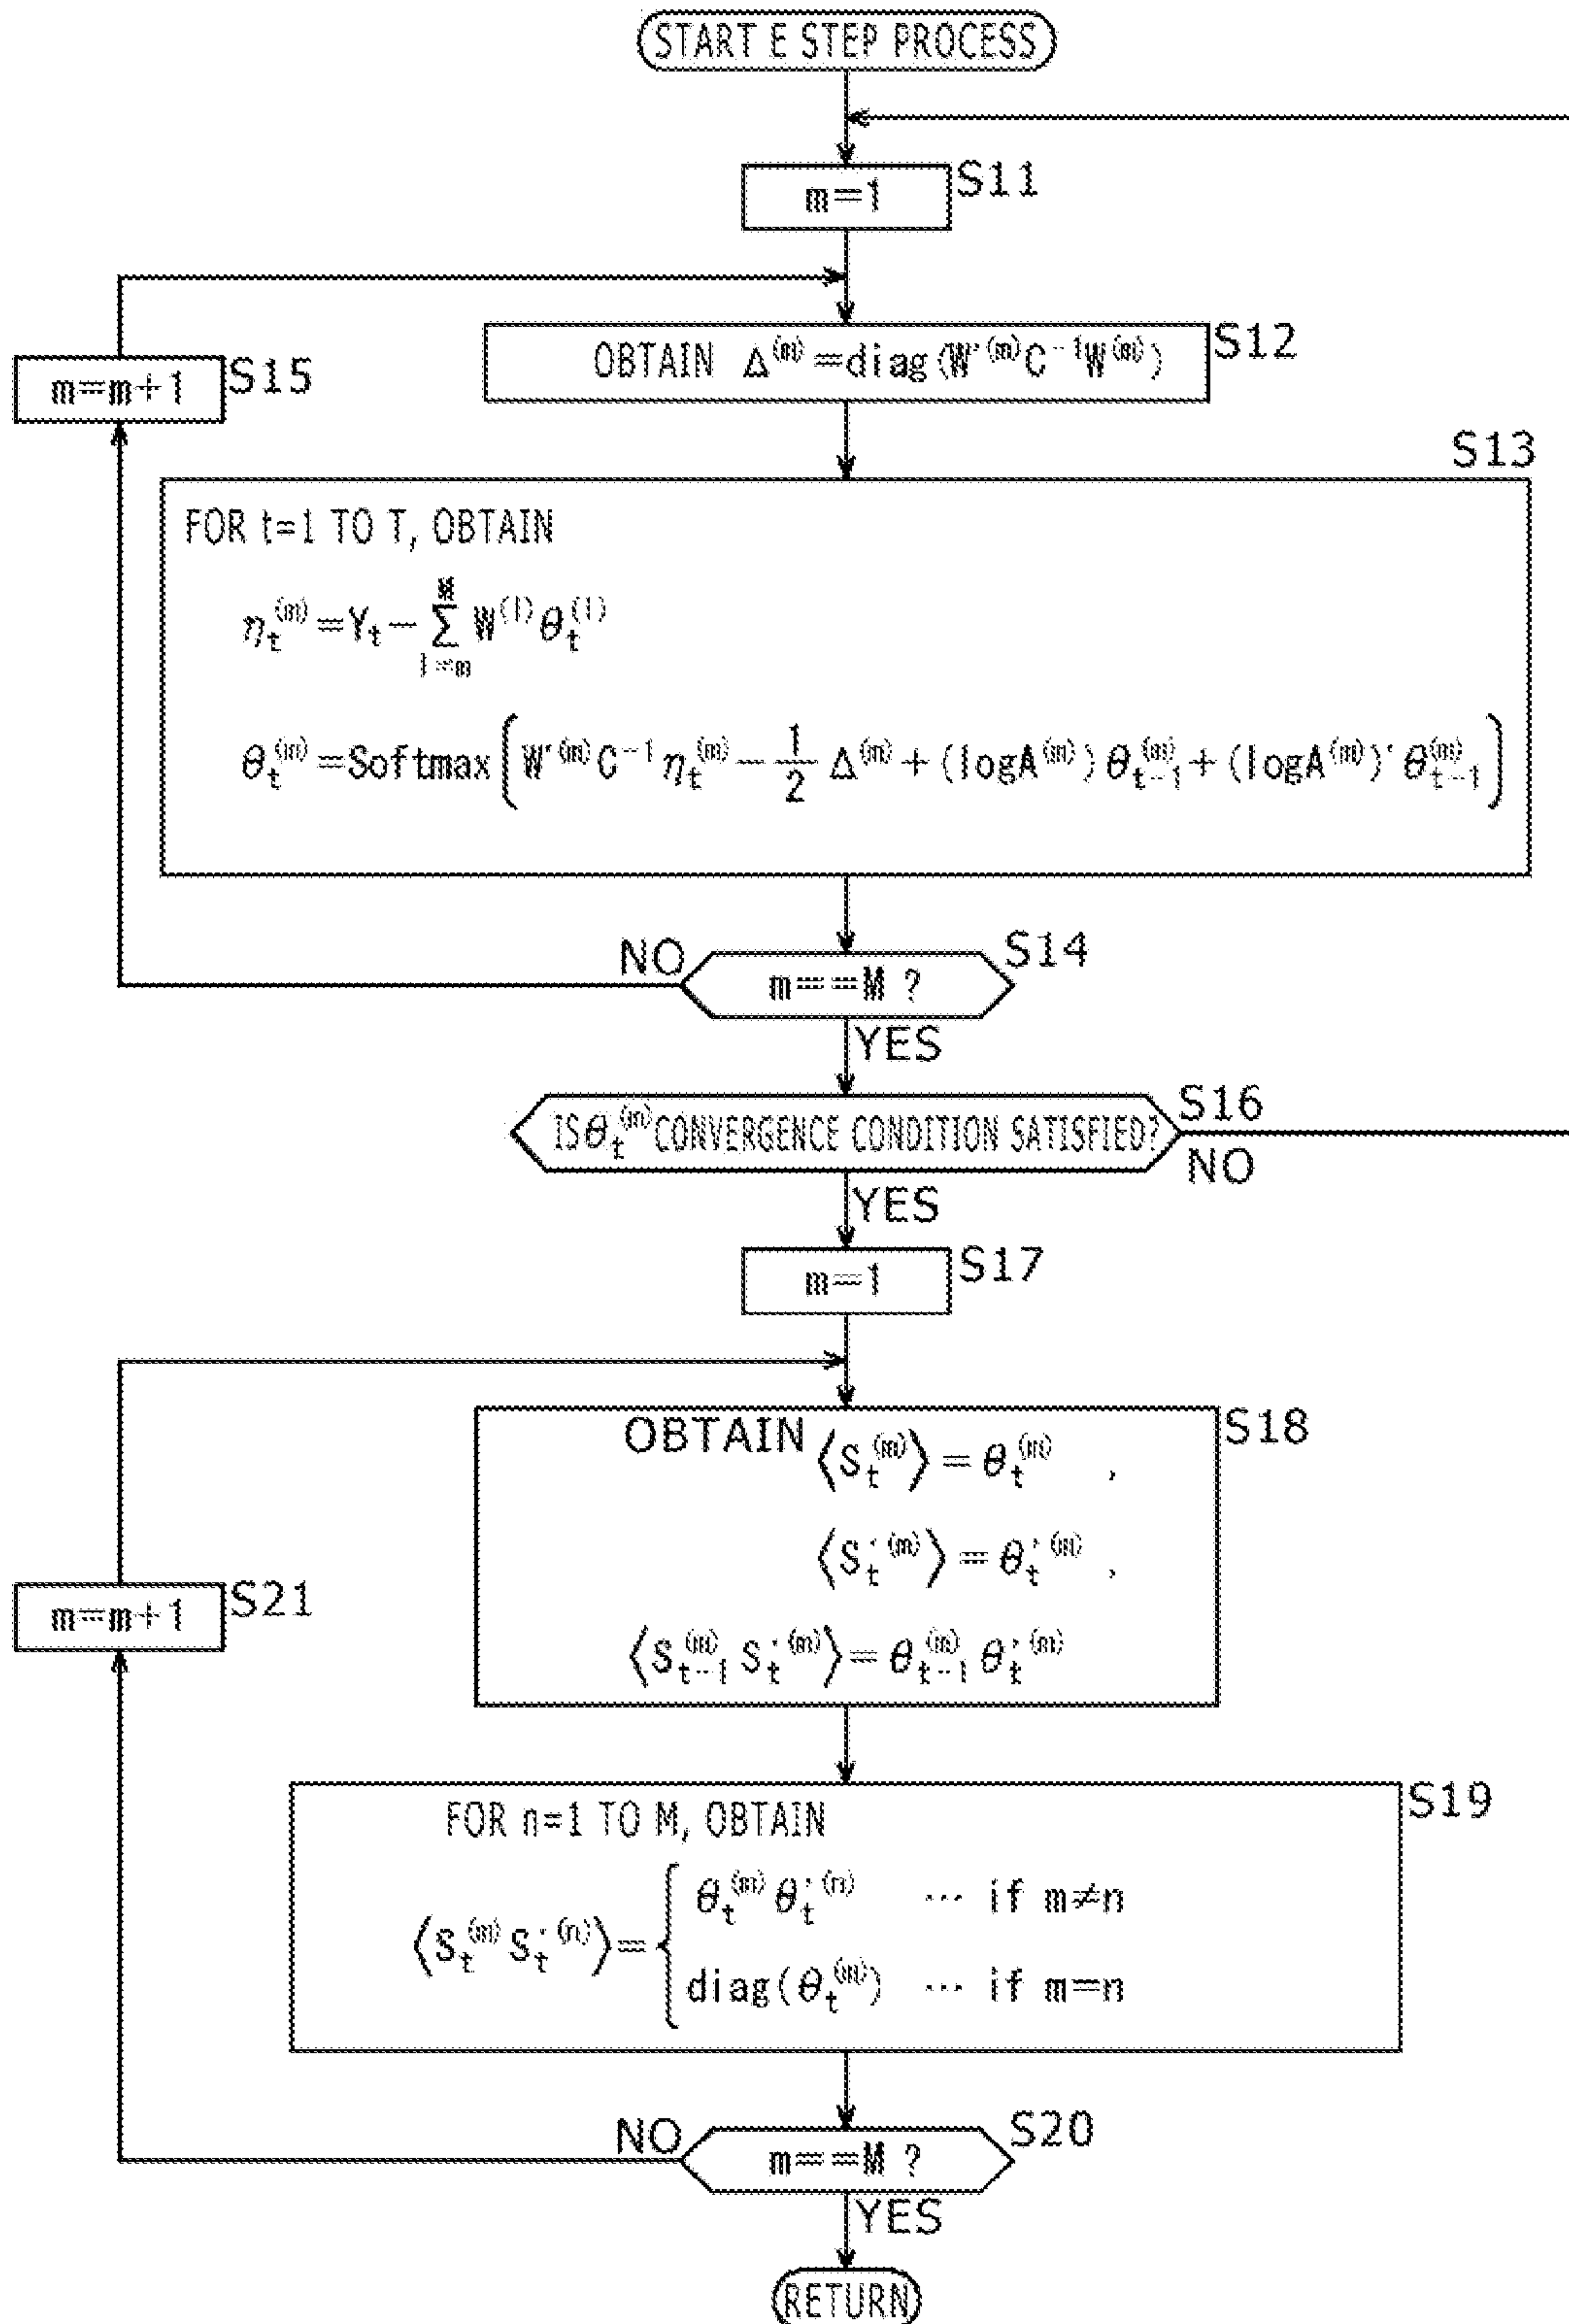 START E STEP PROCESS
m=1 S11
OBTAIN Δ^(m)=diag(W'^(m)C^-1W^(m)) S12
m=m+1 S15
S13
FOR t=1 TO T, OBTAIN
η_t^(m)=Y_t-Σ_{l=m}^{M}W^(l)θ_t^(l)
θ_t^(m)=Softmax(W'^(m)C^-1η_t^(m)-1/2Δ^(m)+(logA^(m))θ_{t-1}^(m)+(logA^(m))'θ_{t-1}^(m))
NO m==M ? S14
YES
IS θ_t^(m) CONVERGENCE CONDITION SATISFIED? S16
NO
YES
m=1 S17
OBTAIN ⟨S_t^(m)⟩=θ_t^(m) , S18
⟨S_t'^(m)⟩=θ_t'^(m) ,
m=m+1 S21
⟨S_{t-1}^(m)S_t'^(m)⟩=θ_{t-1}^(m)θ_t'^(m)
S19
FOR n=1 TO M, OBTAIN
⟨S_t^(m)S_t'^(n)⟩={θ_t^(m)θ_t'^(n) ... if m≠n
diag(θ_t^(m)) ... if m=n
NO m==M ? S20
YES
RETURN